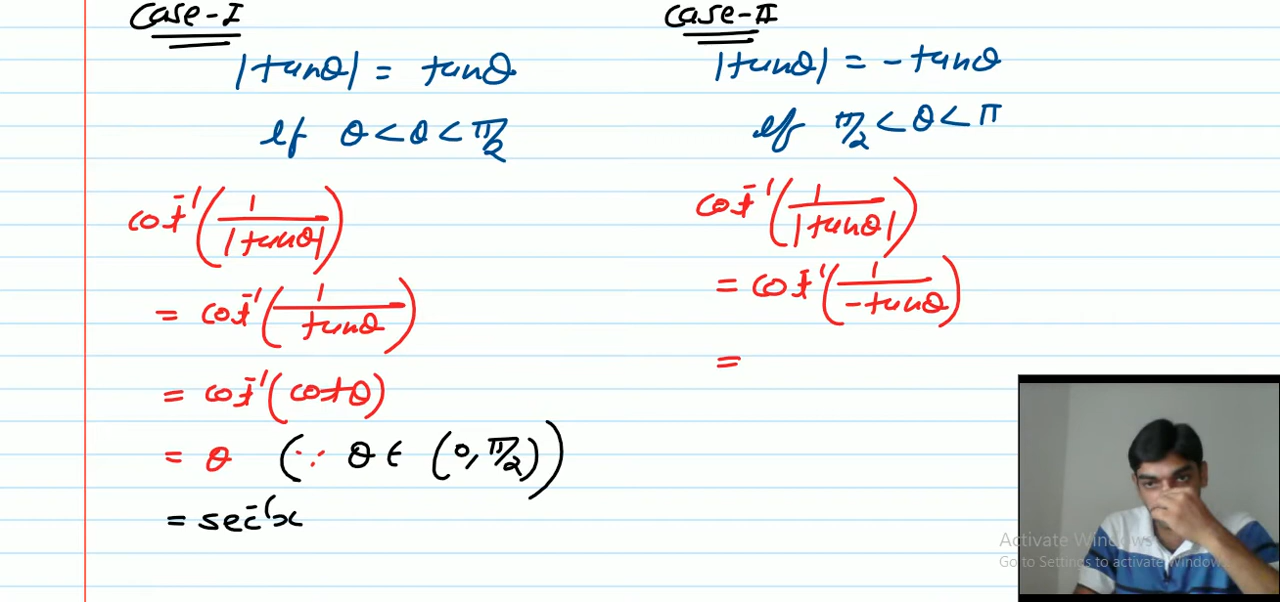 Case-I
|tanθ| = tanθ
if θ < θ < π/2
cot⁻¹(1/|tanθ|)
= cot⁻¹(1/tanθ)
= cot⁻¹(cotθ)
= θ (∵ θ ∈ (0, π/2))
= sec⁻¹x
Case-II
|tanθ| = -tanθ
if π/2 < θ < π
cot⁻¹(1/|tanθ|)
= cot⁻¹(1/-tanθ)
=
Activate Windows
Go to Settings to activate Windows.